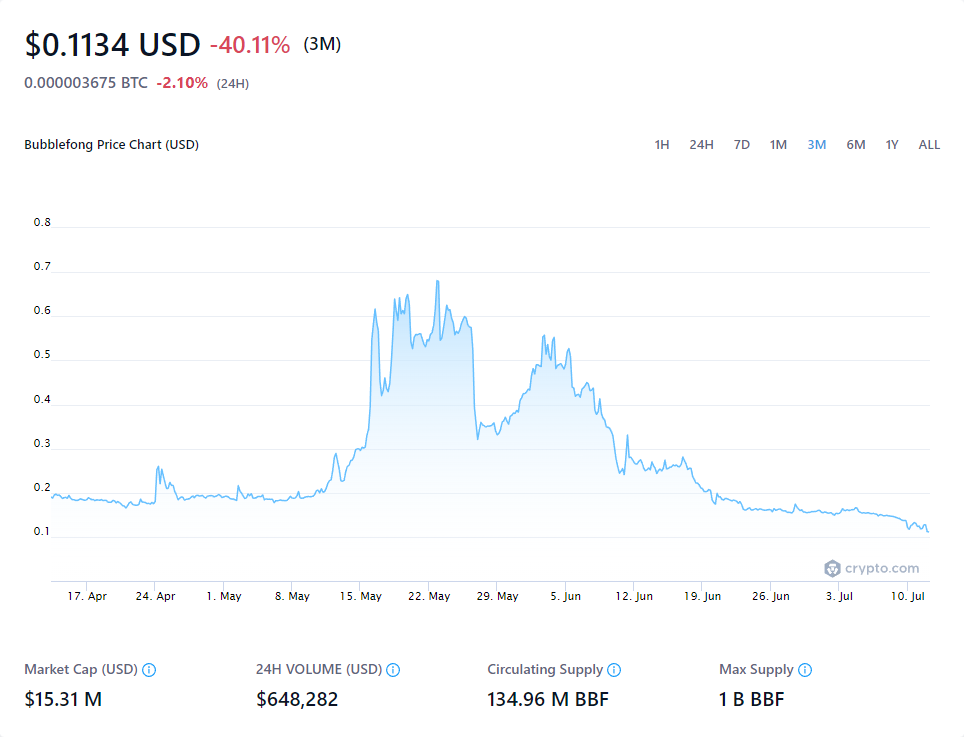 $0.1134 USD -40.11% (3M)
0.000003675 BTC -2.10% (24H)
Bubblefong Price Chart (USD) 1H 24H 7D 1M 3M 6M 1Y ALL
0.8
0.7
0.6
0.5
0.4
0.3
0.2
0.1
crypto.com
17. Apr 24. Apr 1. May 8. May 15. May 22. May 29. May 5. Jun 12. Jun 19. Jun 26. Jun 3. Jul 10. Jul
Market Cap (USD) 24H VOLUME (USD) Circulating Supply Max Supply
$15.31 M $648,282 134.96 M BBF 1 B BBF